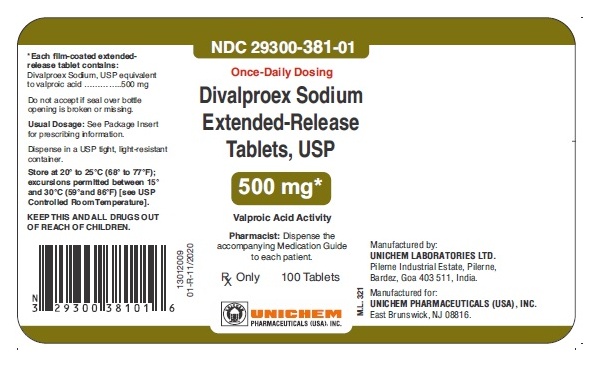 *Each film-coated extended-
release tablet contains:
Divalproex Sodium, USP equivalent
to valproic acid ..............500 mg
Do not accept if seal over bottle
opening is broken or missing.
Usual Dosage: See Package Insert
for prescribing information.
Dispense in a USP tight, light-resistant
container.
Store at 20° to 25°C (68° to 77°F);
excursions permitted between 15°
and 30°C (59°and 86°F) [see USP
Controlled Room Temperature].
KEEP THIS AND ALL DRUGS OUT
OF REACH OF CHILDREN.
N
3 29300 38101 6
13012009
01-R-11/2020
NDC 29300-381-01
Once-Daily Dosing
Divalproex Sodium
Extended-Release
Tablets, USP
500 mg*
Valproic Acid Activity
Pharmacist: Dispense the
accompanying Medication Guide
to each patient.
Rx Only 100 Tablets
UNICHEM
PHARMACEUTICALS (USA), INC.
M.L. 321
Manufactured by:
UNICHEM LABORATORIES LTD.
Pilerne Industrial Estate, Pilerne,
Bardez, Goa 403 511, India.
Manufactured for:
UNICHEM PHARMACEUTICALS (USA), INC.
East Brunswick, NJ 08816.